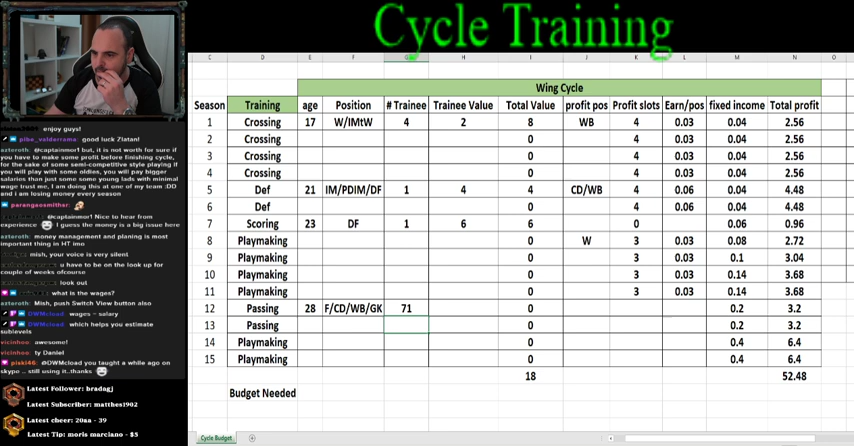 Cycle Training
C D E F G H I J K L M N O
Wing Cycle
Season Training age Position # Trainee Trainee Value Total Value profit pos Profit slots Earn/pos fixed income Total profit
1 Crossing 17 W/IMtW 4 2 8 WB 4 0.03 0.04 2.56
2 Crossing 0 4 0.03 0.04 2.56
3 Crossing 0 4 0.03 0.04 2.56
4 Crossing 0 4 0.03 0.04 2.56
5 Def 21 IM/PDIM/DF 1 4 4 CD/WB 4 0.06 0.04 4.48
6 Def 0 4 0.06 0.04 4.48
7 Scoring 23 DF 1 6 6 0 0.06 0.96
8 Playmaking 0 W 3 0.03 0.08 2.72
9 Playmaking 0 3 0.03 0.1 3.04
10 Playmaking 0 3 0.03 0.14 3.68
11 Playmaking 0 3 0.03 0.14 3.68
12 Passing 28 F/CD/WB/GK 71 0 0.2 3.2
13 Passing 0 0.2 3.2
14 Playmaking 0 0.4 6.4
15 Playmaking 0 0.4 6.4
18 52.48
Budget Needed
Cycle Budget
enjoy guys!
pibe_valderrama: good luck Zlatan!
azteroth: @captainmor1 but, it is not worth for sure if
you have to make some profit before finishing cycle,
for the sake of some semi-competitive style playing if
you will play with some oldies, you will pay bigger
salaries than just some young lads with minimal
wage trust me, I am doing this at one of my team :DD
and i am losing money every season
parengaosmither:
@captainmor1 Nice to hear from
experience I guess the money is a big issue here
azteroth: money management and planing is most
important thing in HT imo
mish, your voice is very silent
u have to be on the look up for
couple of weeks ofcourse
look out
what is the wages?
azteroth: Mish, push Switch View button also
DWMcload: wages = salary
DWMcload: which helps you estimate
sublevels
vicinhoo: awesome!
vicinhoo: ty Daniel
piski46: @DWMcload you taught a while ago on
skype .. still using it..thanks
Latest Follower: bradagj
Latest Subscriber: matthes1902
Latest cheer: 20aa - 39
Latest Tip: moris marciano - $5